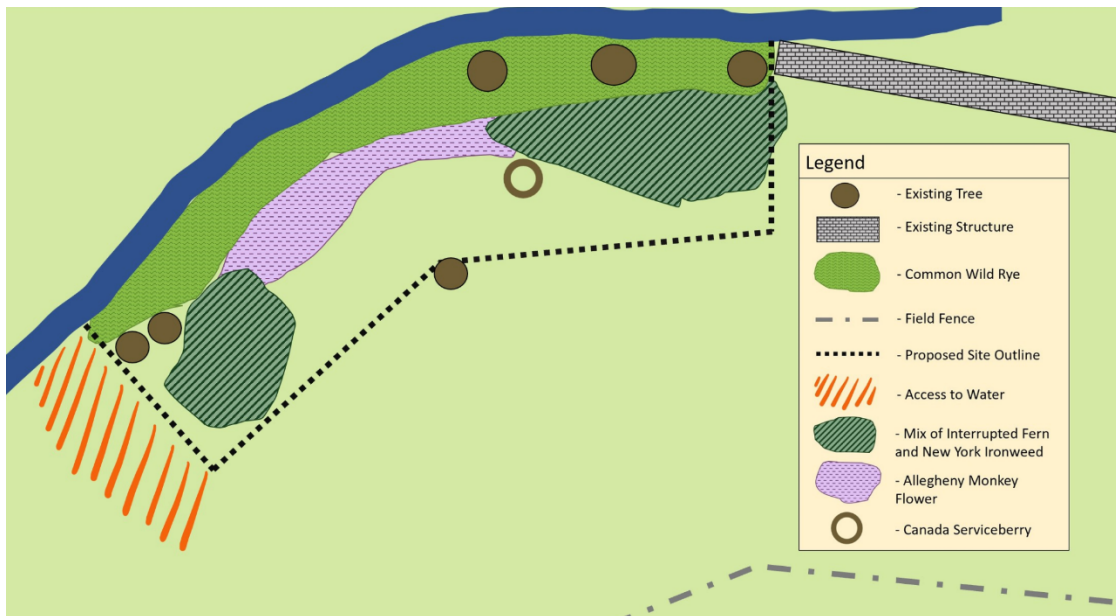 Legend
- Existing Tree
- Existing Structure
- Common Wild Rye
- Field Fence
- Proposed Site Outline
- Access to Water
- Mix of Interrupted Fern
and New York Ironweed
- Allegheny Monkey
Flower
- Canada Serviceberry